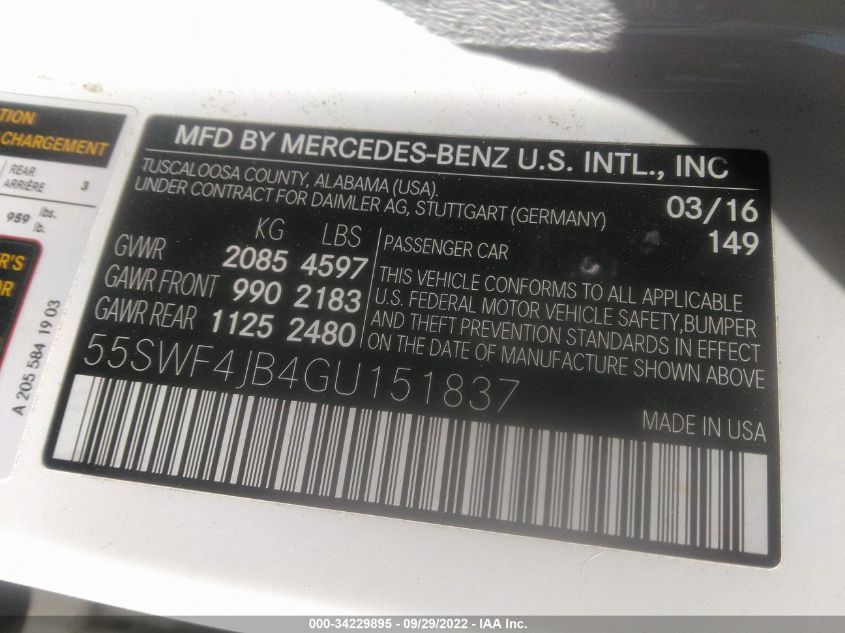 TION
CHARGEMENT
REAR
ARRIÈRE 3
959 lbs.
lb.
R'S
OR
A 205 584 19 03
MFD BY MERCEDES-BENZ U.S. INTL., INC
TUSCALOOSA COUNTY, ALABAMA (USA).
UNDER CONTRACT FOR DAIMLER AG, STUTTGART (GERMANY)
03/16
149
KG LBS
GVWR 2085 4597
GAWR FRONT 990 2183
GAWR REAR 1125 2480
PASSENGER CAR
THIS VEHICLE CONFORMS TO ALL APPLICABLE
U.S. FEDERAL MOTOR VEHICLE SAFETY,BUMPER
AND THEFT PREVENTION STANDARDS IN EFFECT
ON THE DATE OF MANUFACTURE SHOWN ABOVE
55SWF4JB4GU151837
MADE IN USA
000-34229895 - 09/29/2022 - IAA Inc.